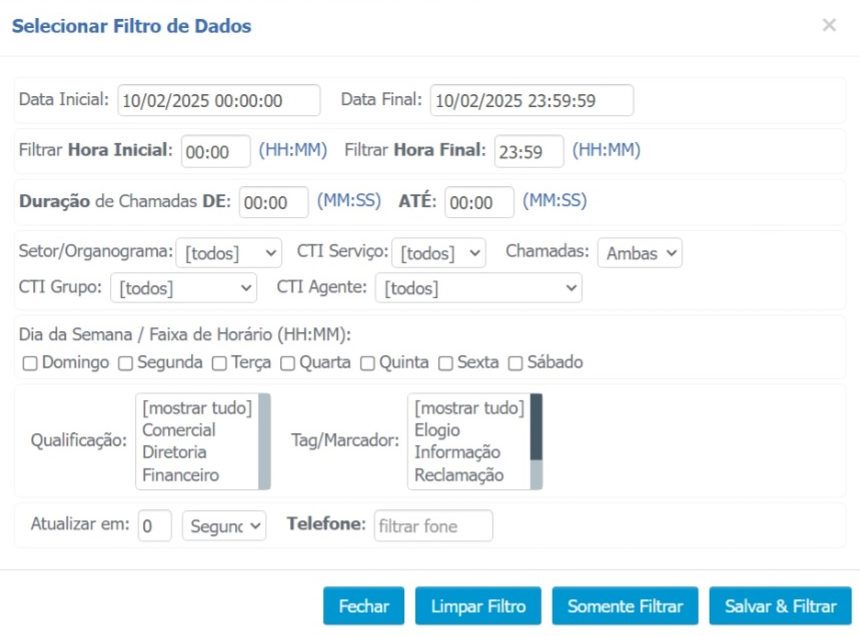 Selecionar Filtro de Dados ×
Data Inicial: 10/02/2025 00:00:00 Data Final: 10/02/2025 23:59:59
Filtrar Hora Inicial: 00:00 (HH:MM) Filtrar Hora Final: 23:59 (HH:MM)
Duração de Chamadas DE: 00:00 (MM:SS) ATÉ: 00:00 (MM:SS)
Setor/Organograma: [todos] CTI Serviço: [todos] Chamadas: Ambas
CTI Grupo: [todos] CTI Agente: [todos]
Dia da Semana / Faixa de Horário (HH:MM):
Domingo Segunda Terça Quarta Quinta Sexta Sábado
Qualificação:
[mostrar tudo]
Comercial
Diretoria
Financeiro
Tag/Marcador:
[mostrar tudo]
Elogio
Informação
Reclamação
Atualizar em: 0 Segunc Telefone: filtrar fone
Fechar Limpar Filtro Somente Filtrar Salvar & Filtrar